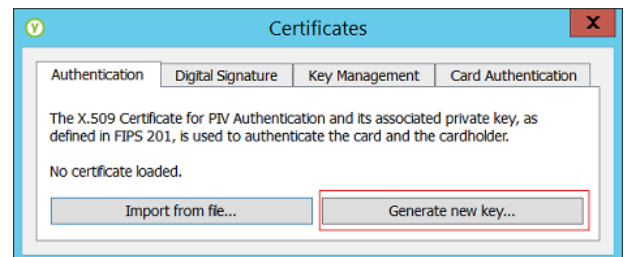 Certificates
Authentication
Digital Signature
Key Management
Card Authentication
The X.509 Certificate for PIV Authentication and its associated private key, as
defined in FIPS 201, is used to authenticate the card and the cardholder.
No certificate loaded.
Import from file...
Generate new key...